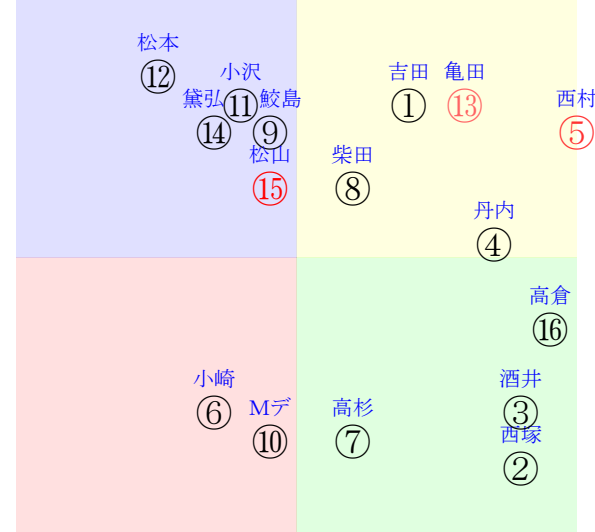 松本
⑫
小沢
⑪
吉田
①
亀田
⑬
西村
⑤
黛弘
⑭
鮫島
⑨
松山
⑮
柴田
⑧
丹内
④
高倉
⑯
小崎
⑥
Mデ
⑩
高杉
⑦
酒井
③
西塚
②